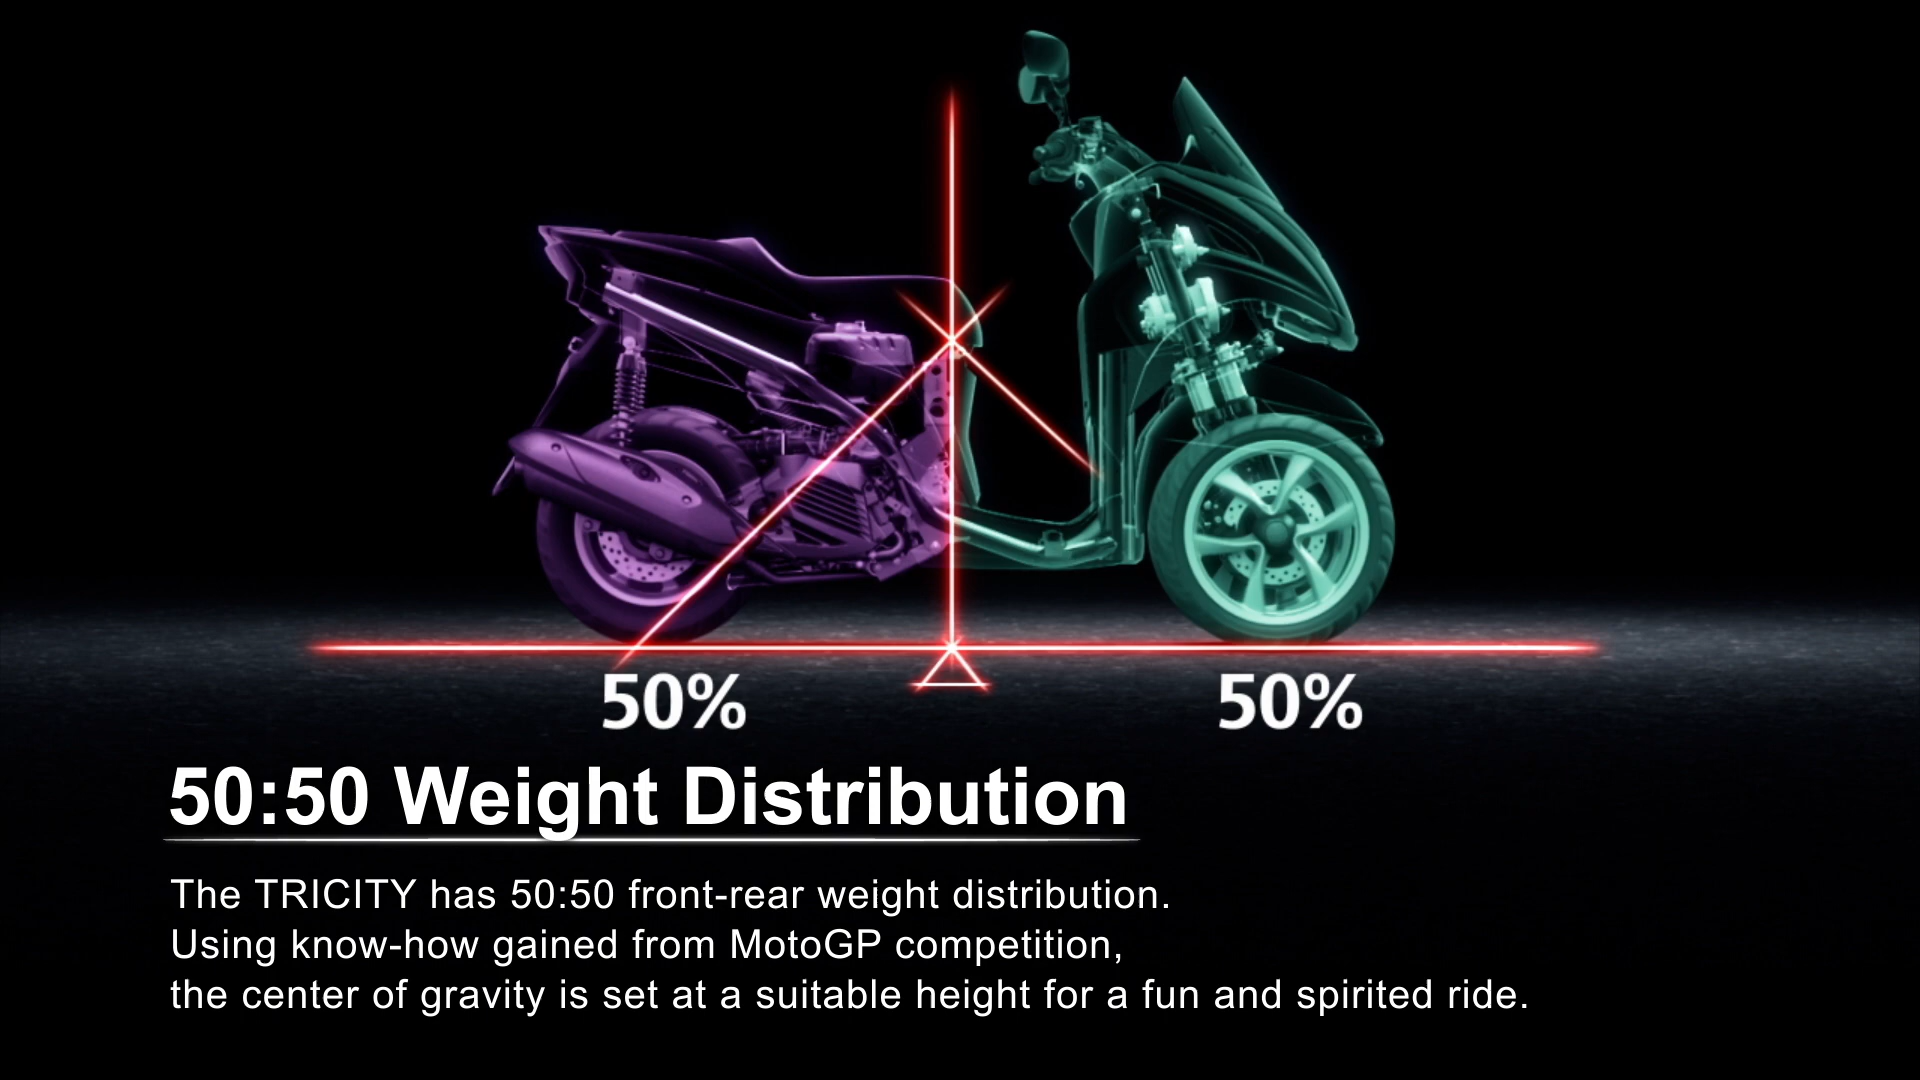 50% 50%
50:50 Weight Distribution
The TRICITY has 50:50 front-rear weight distribution.
Using know-how gained from MotoGP competition,
the center of gravity is set at a suitable height for a fun and spirited ride.